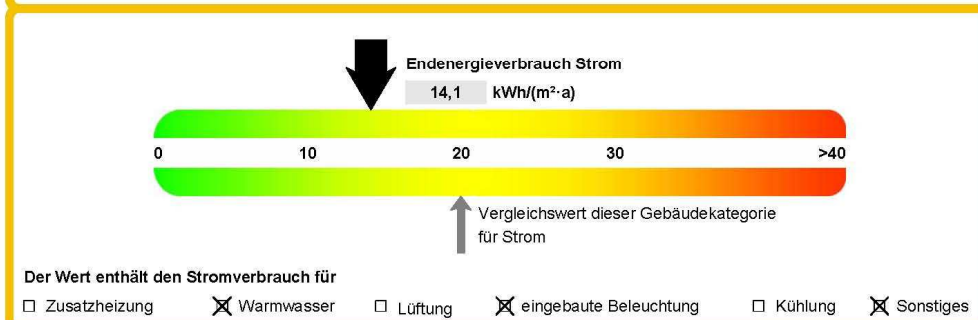 Endenergieverbrauch Strom
14,1 kWh/(m²·a)
0 10 20 30 >40
Vergleichswert dieser Gebäudekategorie
für Strom
Der Wert enthält den Stromverbrauch für
☐ Zusatzheizung ☒ Warmwasser ☐ Lüftung ☒ eingebaute Beleuchtung ☐ Kühlung ☒ Sonstiges